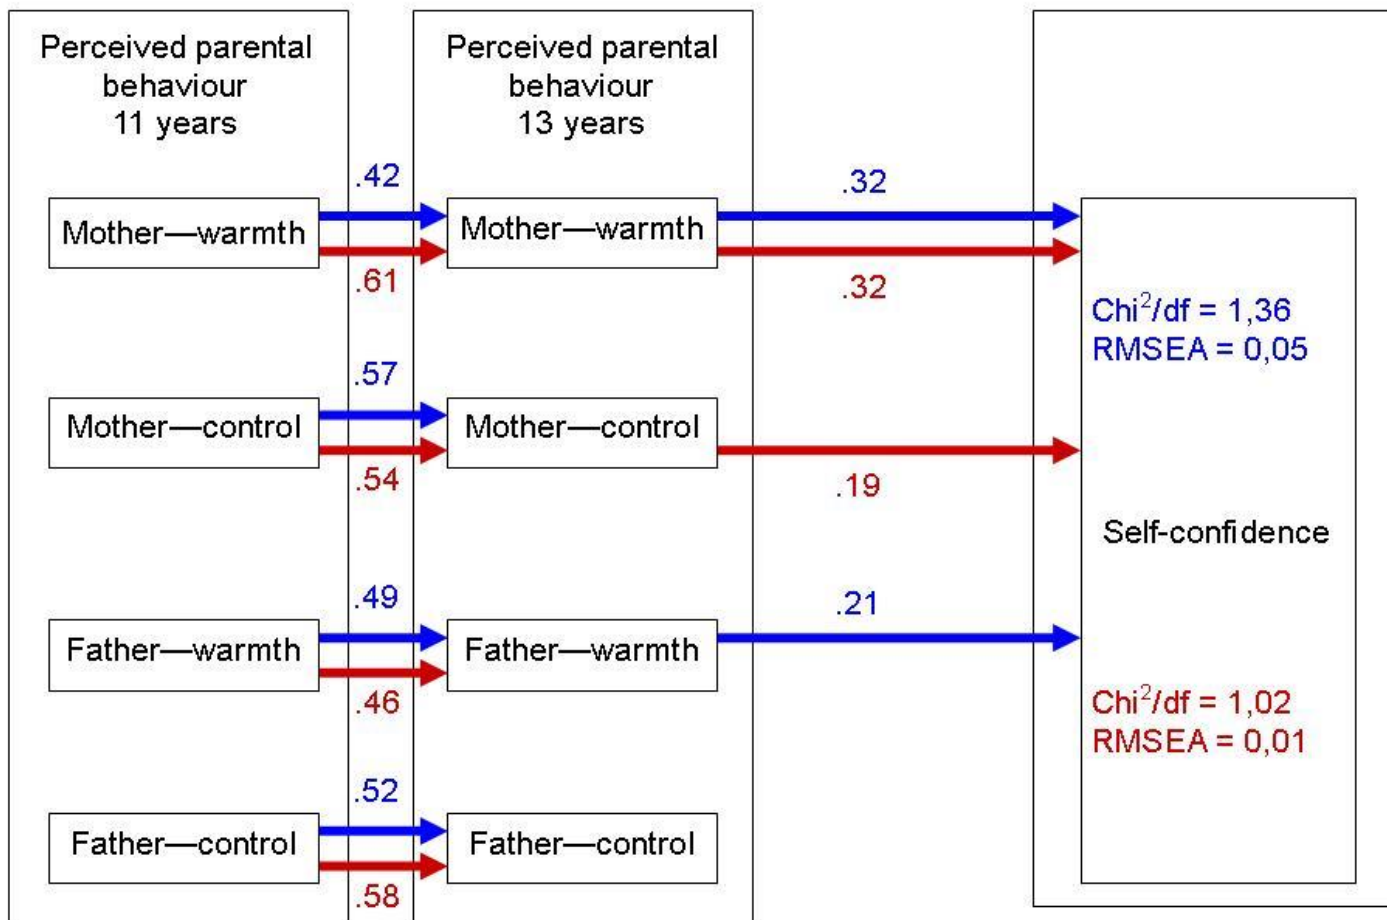 Perceived parental
behaviour
11 years
Perceived parental
behaviour
13 years
.42
.32
Mother—warmth
Mother—warmth
.61
.32
Chi²/df = 1,36
RMSEA = 0,05
.57
Mother—control
Mother—control
.54
.19
Self-confidence
.49
.21
Father—warmth
Father—warmth
.46
Chi²/df = 1,02
RMSEA = 0,01
.52
Father—control
Father—control
.58